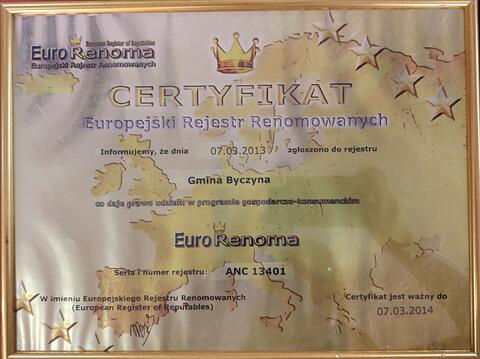 European Register of Reputables
Euro Renoma
Europejski Rejestr Renomowanych
CERTYFIKAT
Europejski Rejestr Renomowanych
Informujemy, że dnia 07.03.2013 zgłoszono do rejestru
Gmina Byczyna
co daje prawo udziału w programie gospodarczo-konsumenckim
Euro Renoma
Seria i numer rejestru: ANC 13401
W imieniu Europejskiego Rejestru Renomowanych
(European Register of Reputables)
Certyfikat jest ważny do
07.03.2014